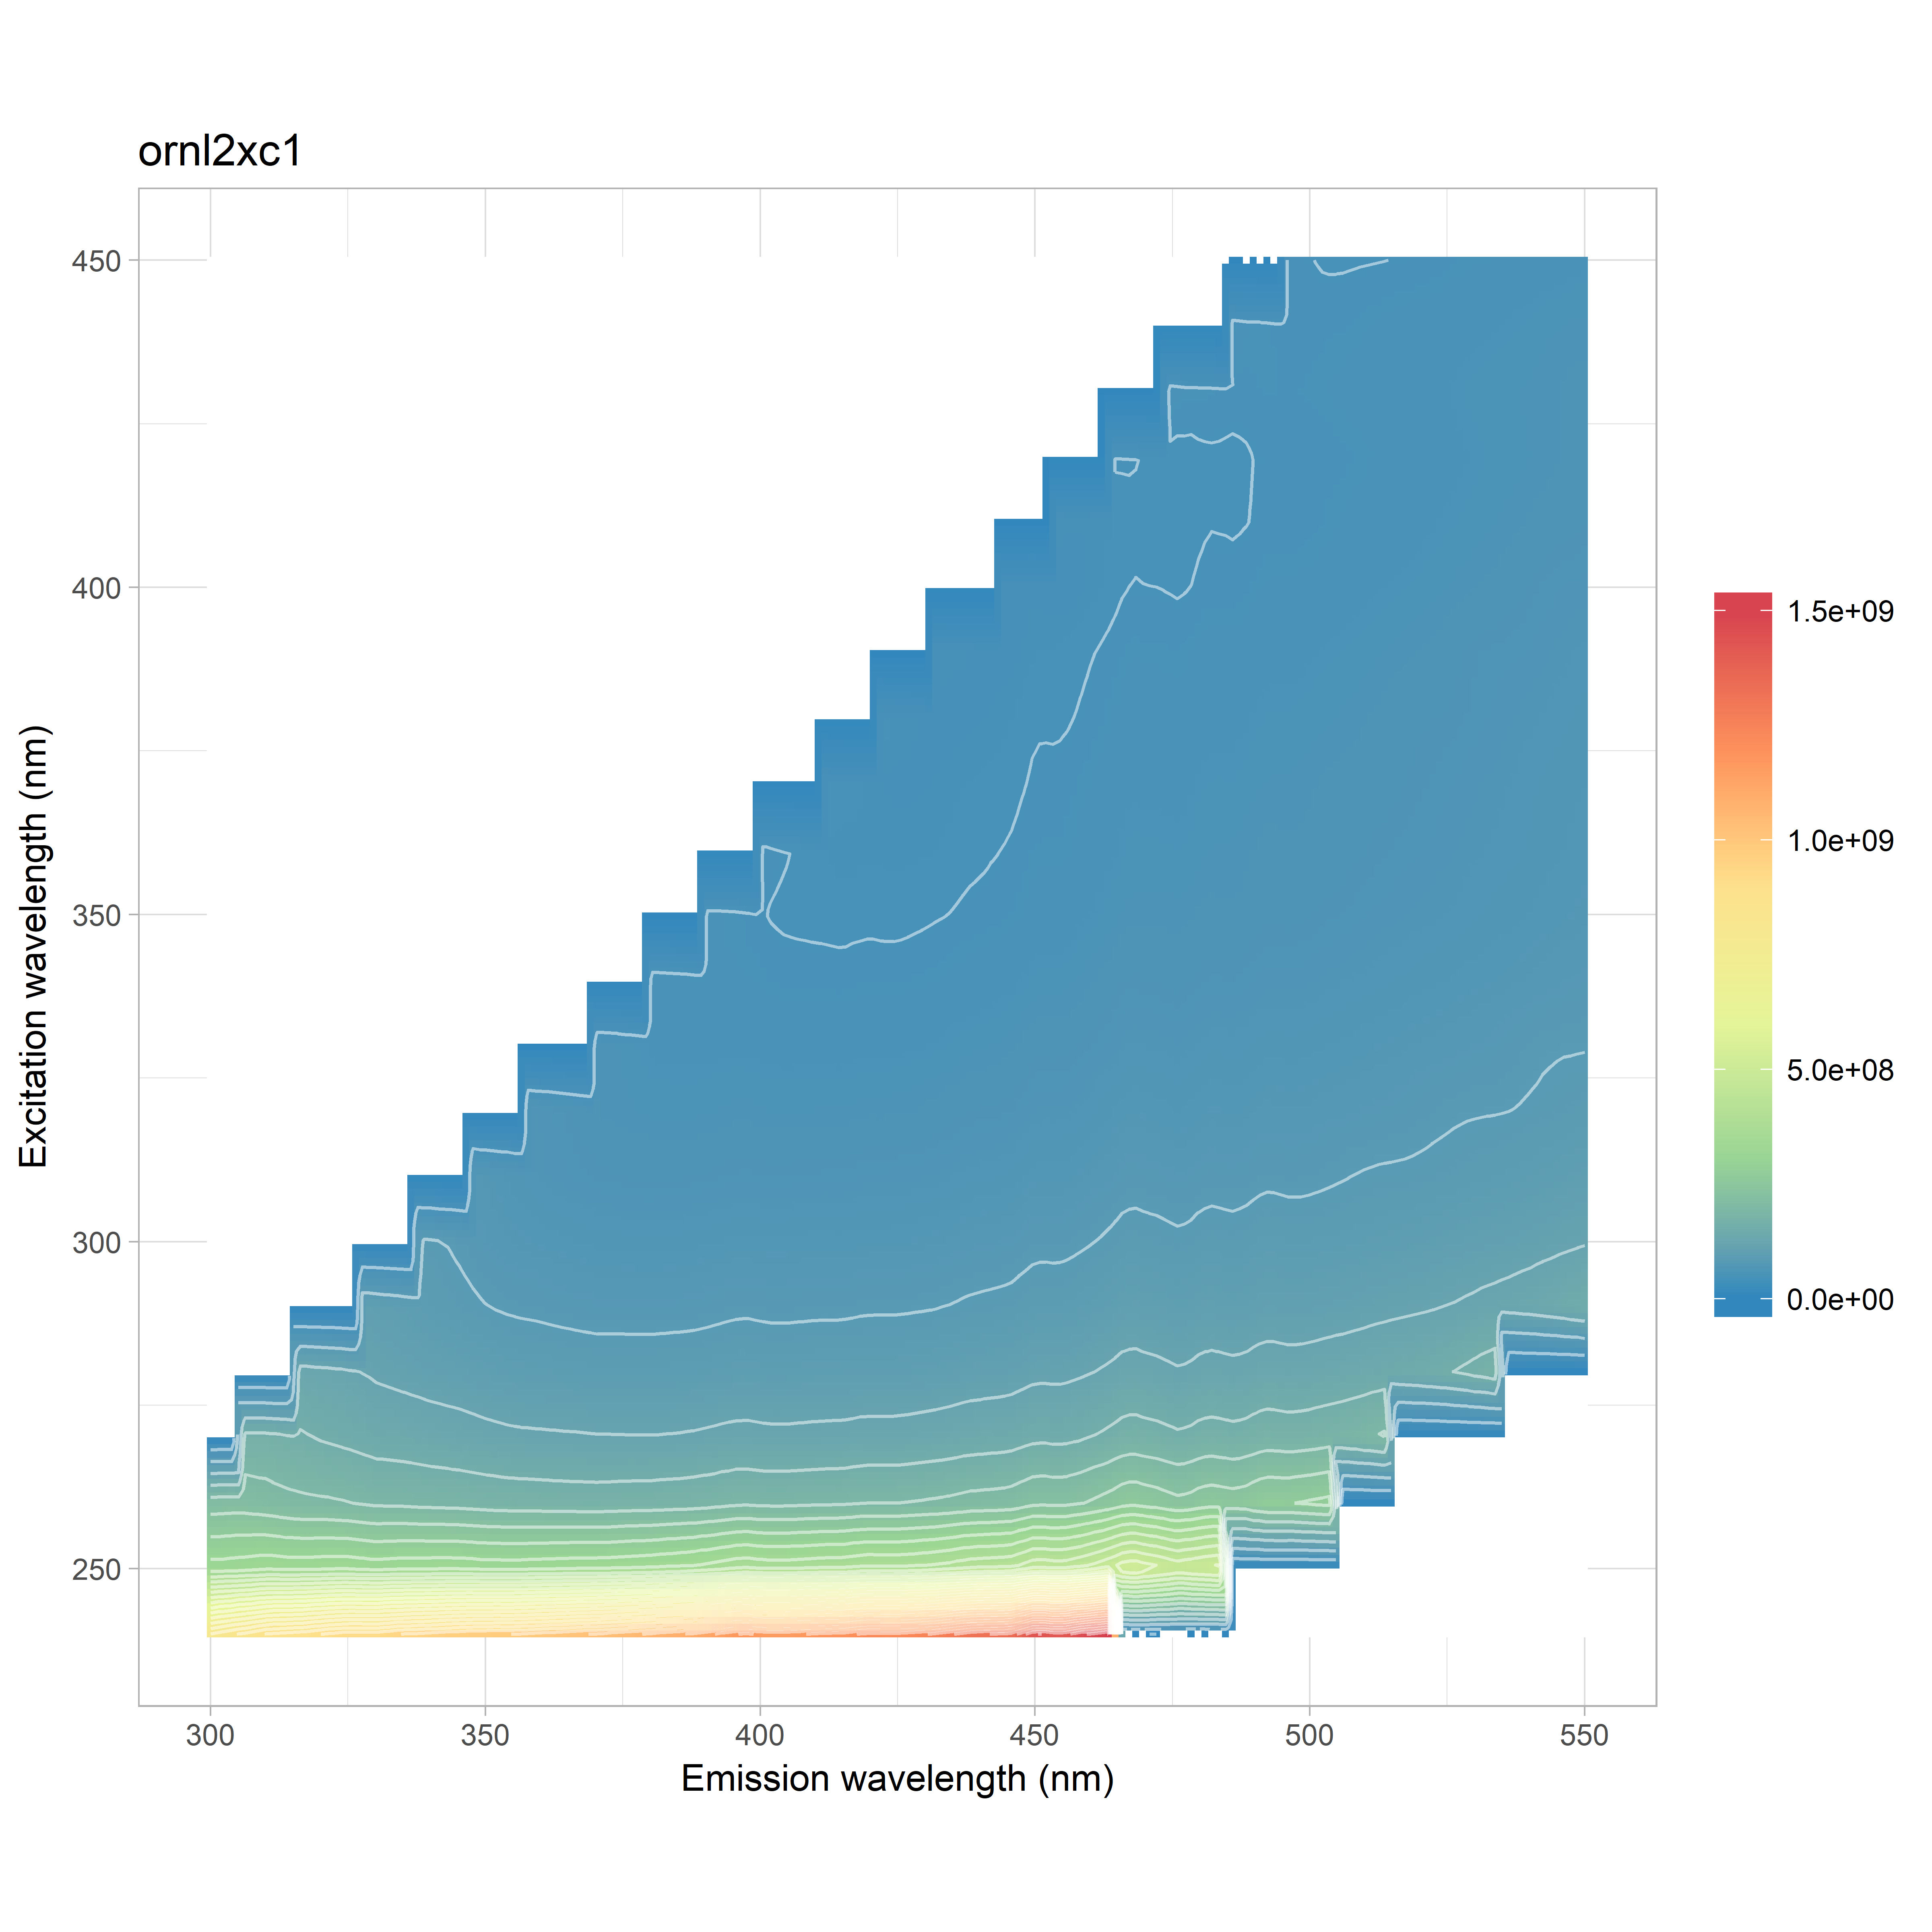 ornl2xc1
450
400
350
300
250
Excitation wavelength (nm)
300 350 400 450 500 550
Emission wavelength (nm)
1.5e+09
1.0e+09
5.0e+08
0.0e+00